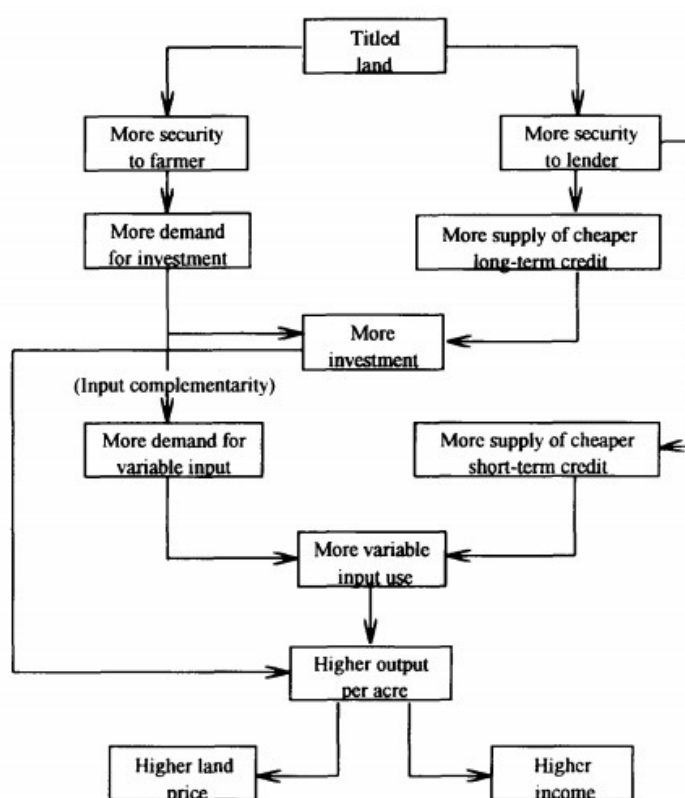 Titled
land
More security
to farmer
More security
to lender
More demand
for investment
More supply of cheaper
long-term credit
More
investment
(Input complementarity)
More demand for
variable input
More supply of cheaper
short-term credit
More variable
input use
Higher output
per acre
Higher land
price
Higher
income